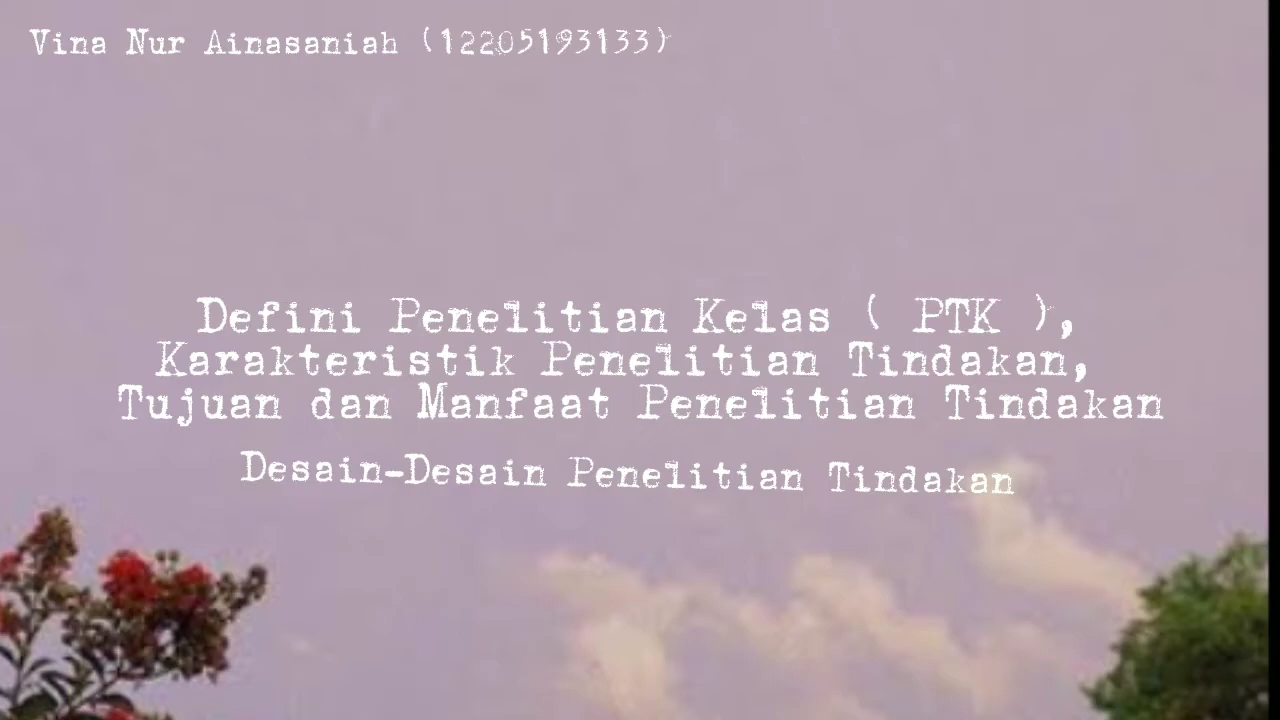 Vina Nur Ainasaniah (12205193133)
Defini Penelitian Kelas ( PTK ),
Karakteristik Penelitian Tindakan,
Tujuan dan Manfaat Penelitian Tindakan
Desain-Desain Penelitian Tindakan